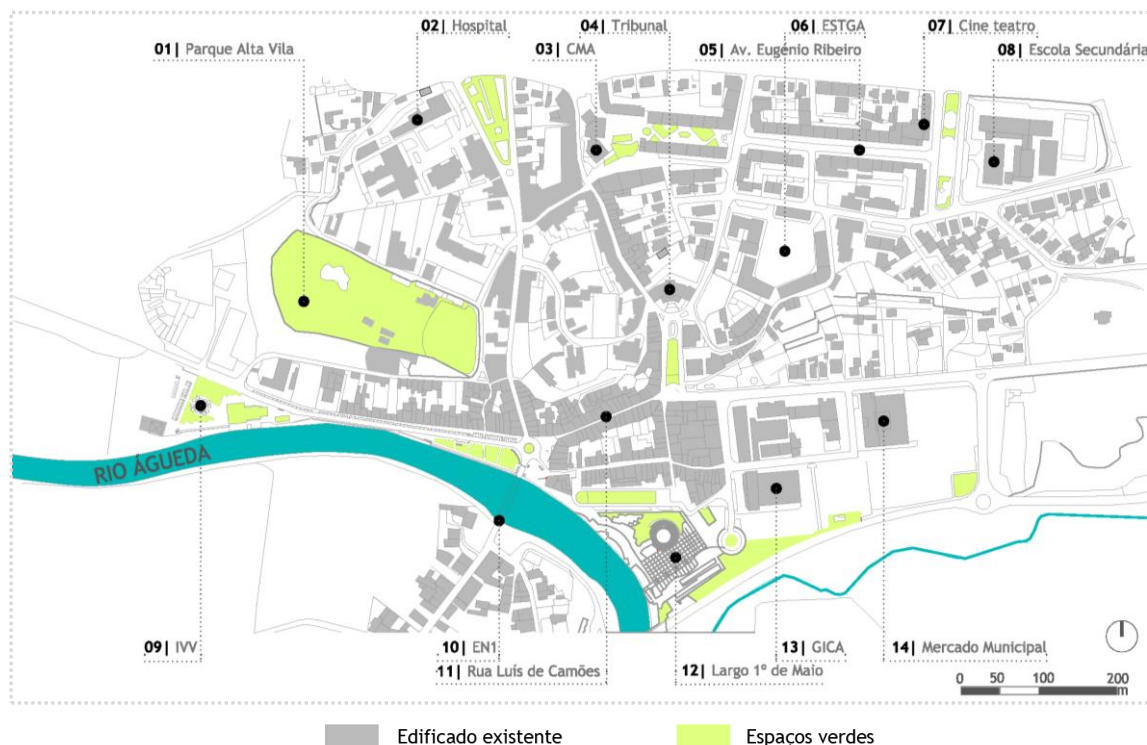 02| Hospital
04| Tribunal
06| ESTGA
07| Cine teatro
01| Parque Alta Vila
03| CMA
05| Av. Eugénio Ribeiro
08| Escola Secundária
RIO ÁGUEDA
09| IVV
10| EN1
13| GICA
14| Mercado Municipal
11| Rua Luís de Camões
12| Largo 1º de Maio
0 50 100 200
m
Edificado existente
Espaços verdes